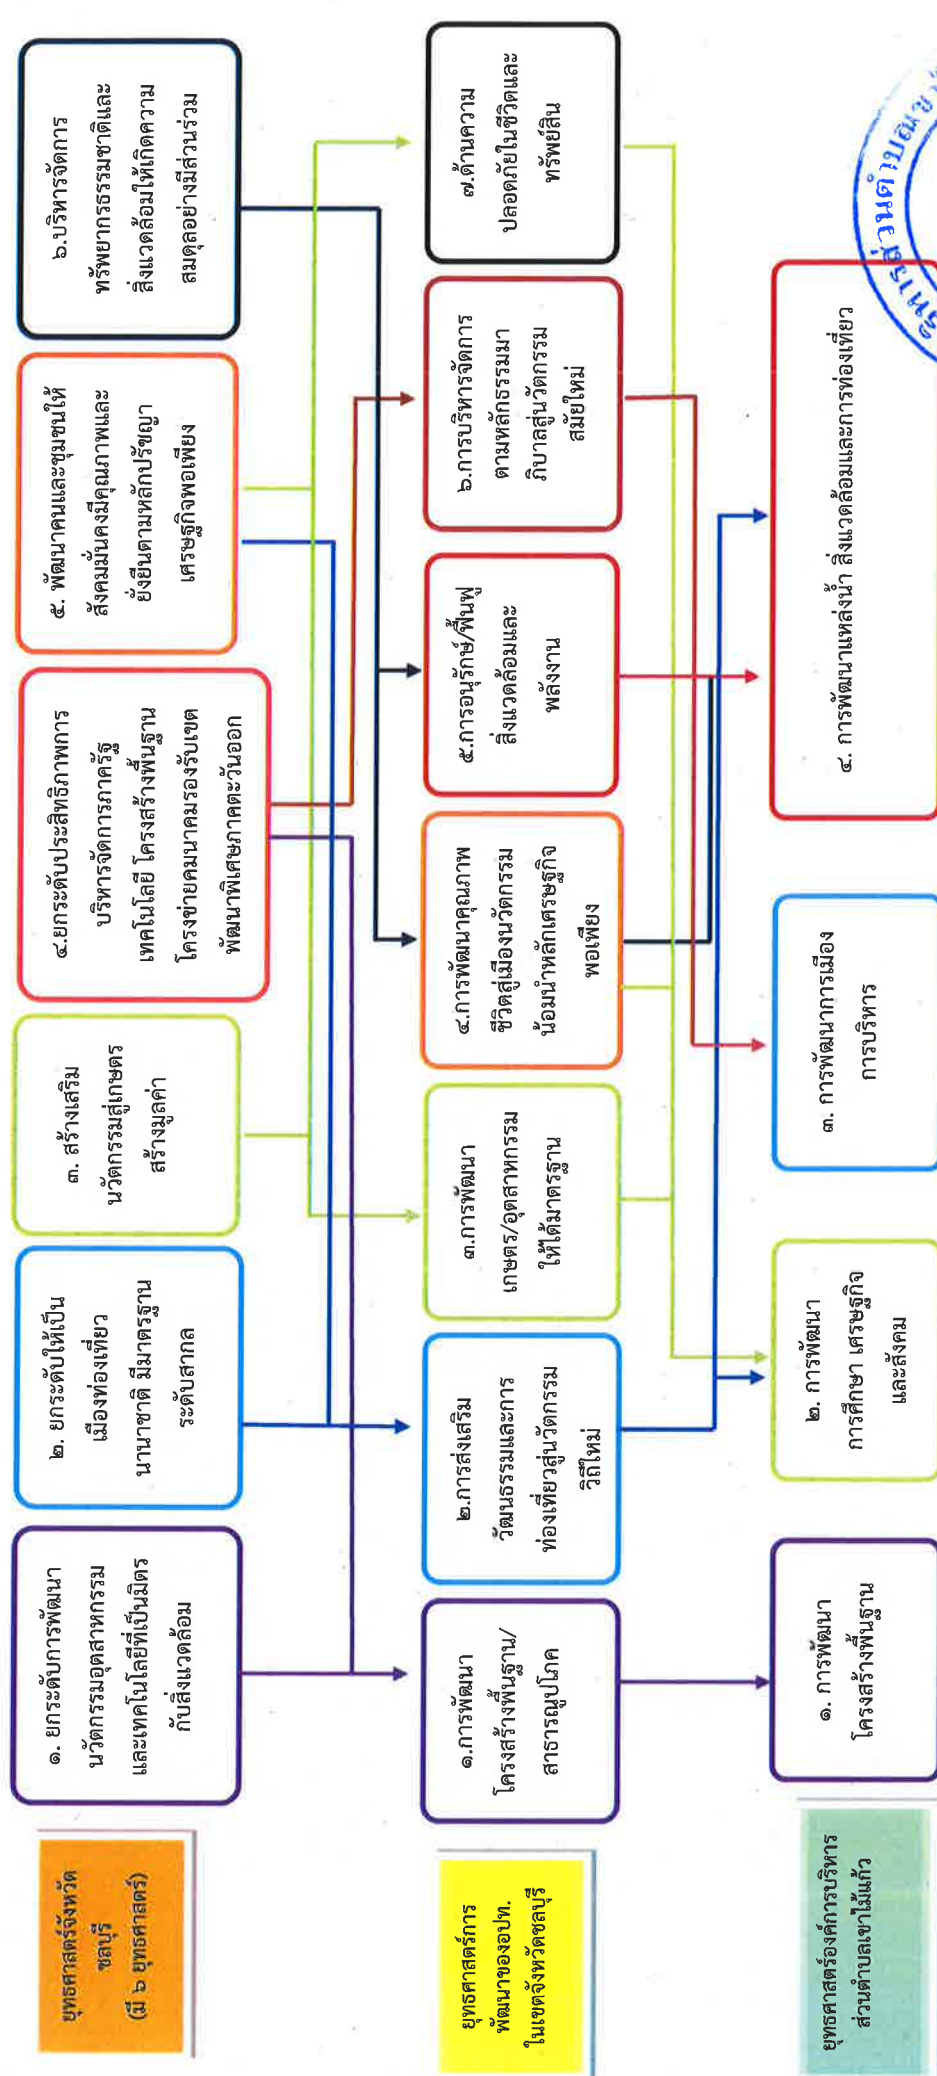 ยุทธศาสตร์จังหวัด
ชลบุรี
(มี ๖ ยุทธศาสตร์)
๑. ยกระดับการพัฒนา
นวัตกรรมอุตสาหกรรม
และเทคโนโลยีที่เป็นมิตร
กับสิ่งแวดล้อม
๒. ยกระดับให้เป็น
เมืองท่องเที่ยว
นานาชาติ มีมาตรฐาน
ระดับสากล
๓. สร้างเสริม
นวัตกรรมสู่เกษตร
สร้างมูลค่า
๔.ยกระดับประสิทธิภาพการ
บริหารจัดการภาครัฐ
เทคโนโลยี โครงสร้างพื้นฐาน
โครงข่ายคมนาคมรองรับเขต
พัฒนาพิเศษภาคตะวันออก
๕. พัฒนาคนและชุมชนให้
สังคมมั่นคงมีคุณภาพและ
ยั่งยืนตามหลักปรัชญา
เศรษฐกิจพอเพียง
๖.บริหารจัดการ
ทรัพยากรธรรมชาติและ
สิ่งแวดล้อมให้เกิดความ
สมดุลอย่างมีส่วนร่วม
ยุทธศาสตร์การ
พัฒนาของอปท.
ในเขตจังหวัดชลบุรี
๑.การพัฒนา
โครงสร้างพื้นฐาน/
สาธารณูปโภค
๒.การส่งเสริม
วัฒนธรรมและการ
ท่องเที่ยวสู่นวัตกรรม
วิถีใหม่
๓.การพัฒนา
เกษตร/อุตสาหกรรม
ให้ได้มาตรฐาน
๔.การพัฒนาคุณภาพ
ชีวิตสู่เมืองนวัตกรรม
น้อมนำหลักเศรษฐกิจ
พอเพียง
๕.การอนุรักษ์/ฟื้นฟู
สิ่งแวดล้อมและ
พลังงาน
๖.การบริหารจัดการ
ตามหลักธรรมมา
ภิบาลสู่นวัตกรรม
สมัยใหม่
๗.ด้านความ
ปลอดภัยในชีวิตและ
ทรัพย์สิน
ยุทธศาสตร์องค์การบริหาร
ส่วนตำบลเขาไม้แก้ว
๑. การพัฒนา
โครงสร้างพื้นฐาน
๒. การพัฒนา
การศึกษา เศรษฐกิจ
และสังคม
๓. การพัฒนาการเมือง
การบริหาร
๔. การพัฒนาแหล่งน้ำ สิ่งแวดล้อมและการท่องเที่ยว